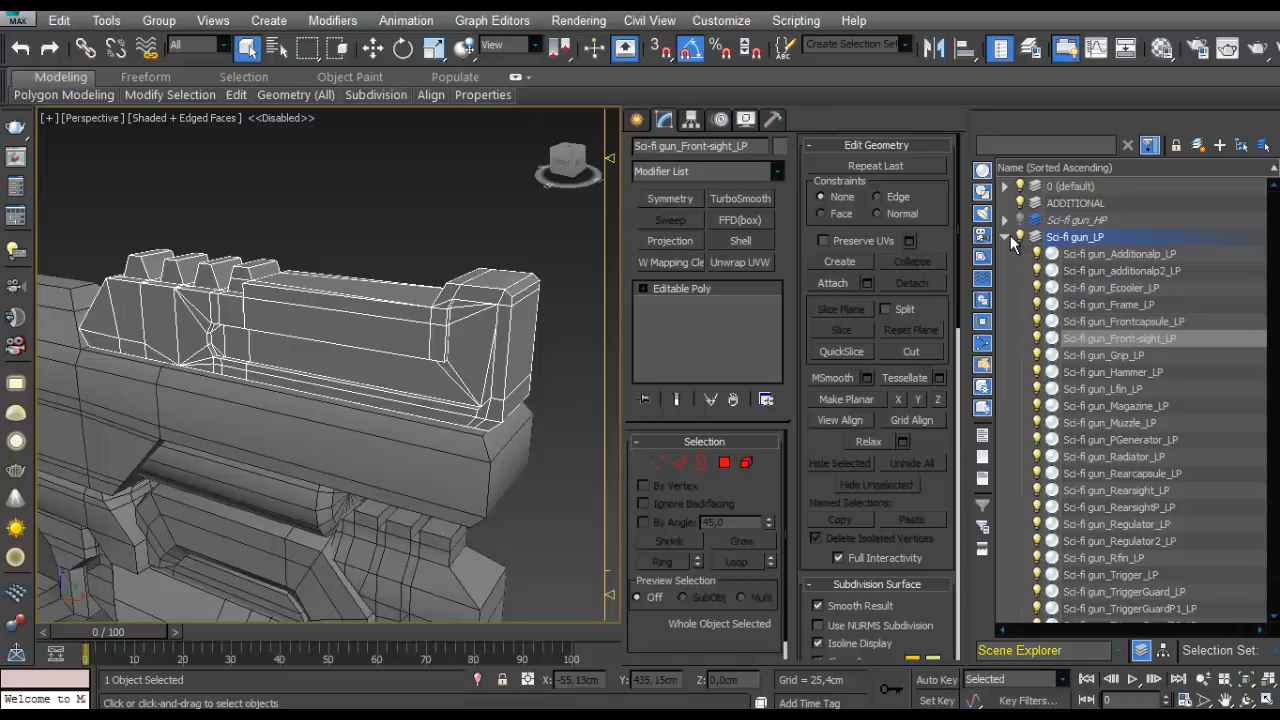 MAX Edit Tools Group Views Create Modifiers Animation Graph Editors Rendering Civil View Customize Scripting Help
All View 3 Create Selection Set
Modeling Freeform Selection Object Paint Populate
Polygon Modeling Modify Selection Edit Geometry (All) Subdivision Align Properties
[+] [Perspective] [Shaded + Edged Faces] <<Disabled>>
Sci-fi gun_Front-sight_LP
Modifier List
Symmetry TurboSmooth
Sweep FFD(box)
Projection Shell
W Mapping Cle Unwrap UVW
Editable Poly
Selection
By Vertex
Ignore Backfacing
By Angle: 45,0
Shrink Grow
Ring Loop
Preview Selection
Off SubObj Multi
Whole Object Selected
Edit Geometry
Repeat Last
Constraints
None Edge
Face Normal
Preserve UVs
Create Collapse
Attach Detach
Slice Plane Split
Slice Reset Plane
QuickSlice Cut
MSmooth Tessellate
Make Planar X Y Z
View Align Grid Align
Relax
Hide Selected Unhide All
Hide Unselected
Named Selections:
Copy Paste
Delete Isolated Vertices
Full Interactivity
Subdivision Surface
Smooth Result
Use NURMS Subdivision
Isoline Display
Name (Sorted Ascending)
0 (default)
ADDITIONAL
Sci-fi gun_HP
Sci-fi gun_LP
Sci-fi gun_Additionalp_LP
Sci-fi gun_additionalp2_LP
Sci-fi gun_Ecooler_LP
Sci-fi gun_Frame_LP
Sci-fi gun_Frontcapsule_LP
Sci-fi gun_Front-sight_LP
Sci-fi gun_Grip_LP
Sci-fi gun_Hammer_LP
Sci-fi gun_Lfin_LP
Sci-fi gun_Magazine_LP
Sci-fi gun_Muzzle_LP
Sci-fi gun_PGenerator_LP
Sci-fi gun_Radiator_LP
Sci-fi gun_Rearcapsule_LP
Sci-fi gun_Rearsight_LP
Sci-fi gun_RearsightP_LP
Sci-fi gun_Regulator_LP
Sci-fi gun_Regulator2_LP
Sci-fi gun_Rfin_LP
Sci-fi gun_Trigger_LP
Sci-fi gun_TriggerGuard_LP
Sci-fi gun_TriggerGuardP1_LP
Scene Explorer Selection Set:
< 0 / 100 >
0 10 20 30 40 50 60 70 80 90 100
1 Object Selected X: -55,13cm Y: 435,15cm Z: 0,0cm Grid = 25,4cm Auto Key Selected
Welcome to M Click or click-and-drag to select objects Add Time Tag Set Key Key Filters... 0